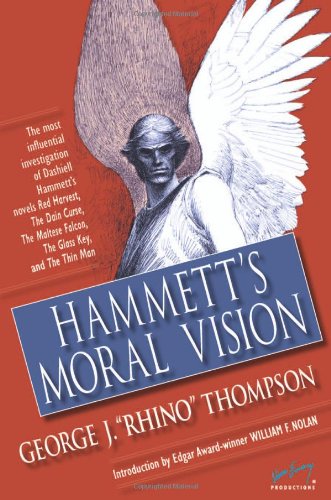 The most
influential
investigation
of Dashiell
Hammett's
novels Red Harvest,
The Dain Curse,
The Maltese Falcon,
The Glass Key,
and The Thin Man
HAMMETT'S
MORAL VISION
GEORGE J. "RHINO" THOMPSON
Introduction by Edgar Award-winner WILLIAM F. NOLAN
PRODUCTIONS